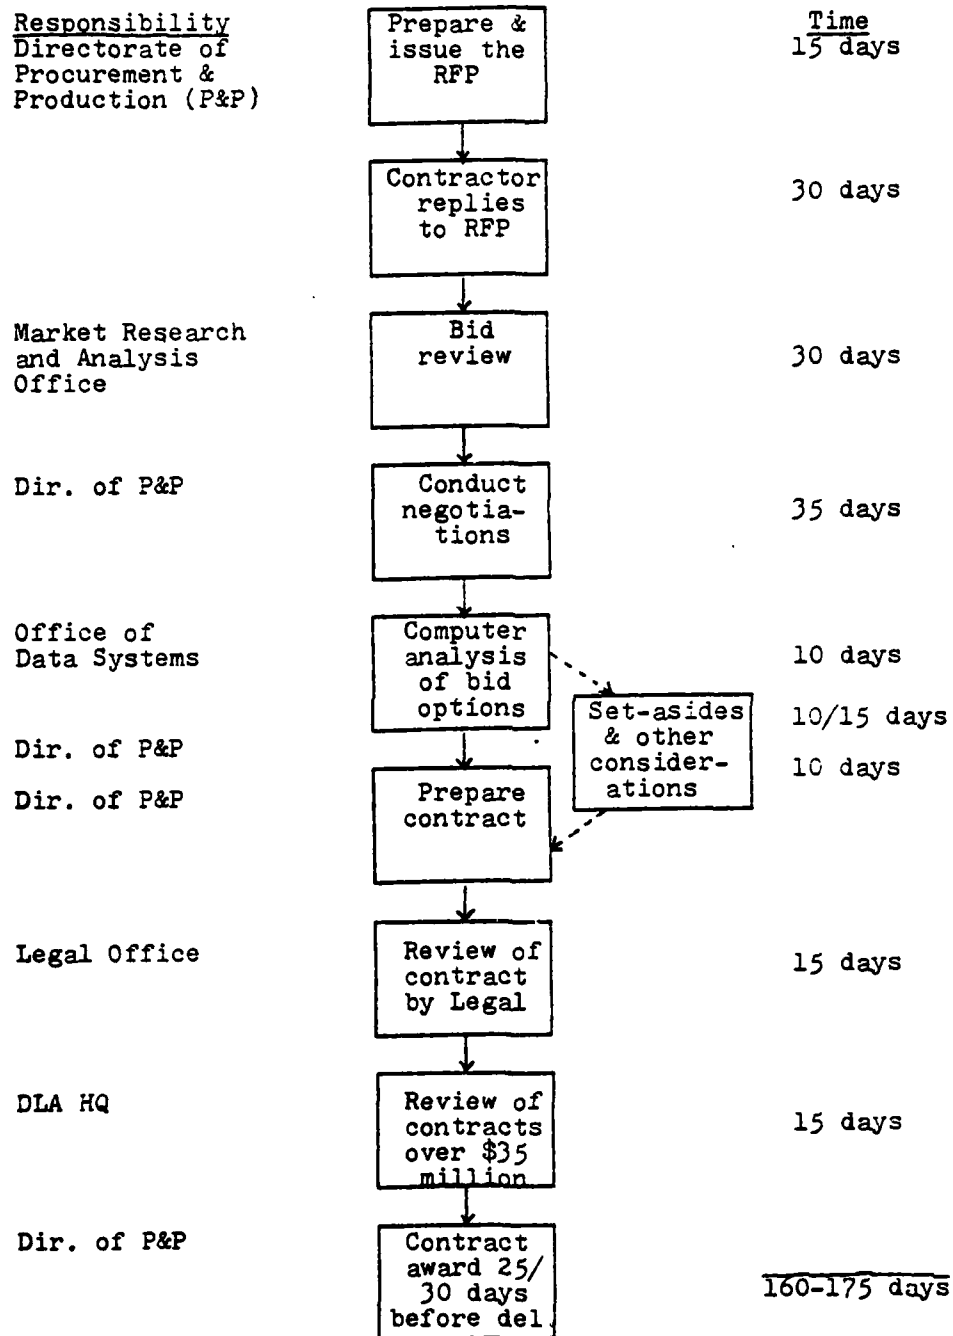 Responsibility
Directorate of
Procurement &
Production (P&P)
Prepare &
issue the
RFP
Time
15 days
Contractor
replies
to RFP
30 days
Market Research
and Analysis
Office
Bid
review
30 days
Dir. of P&P
Conduct
negotia-
tions
35 days
Office of
Data Systems
Computer
analysis
of bid
options
10 days
Dir. of P&P
Set-asides
& other
consider-
ations
10/15 days
Dir. of P&P
Prepare
contract
10 days
Legal Office
Review of
contract
by Legal
15 days
DLA HQ
Review of
contracts
over $35
million
15 days
Dir. of P&P
Contract
award 25/
30 days
before del.
160-175 days